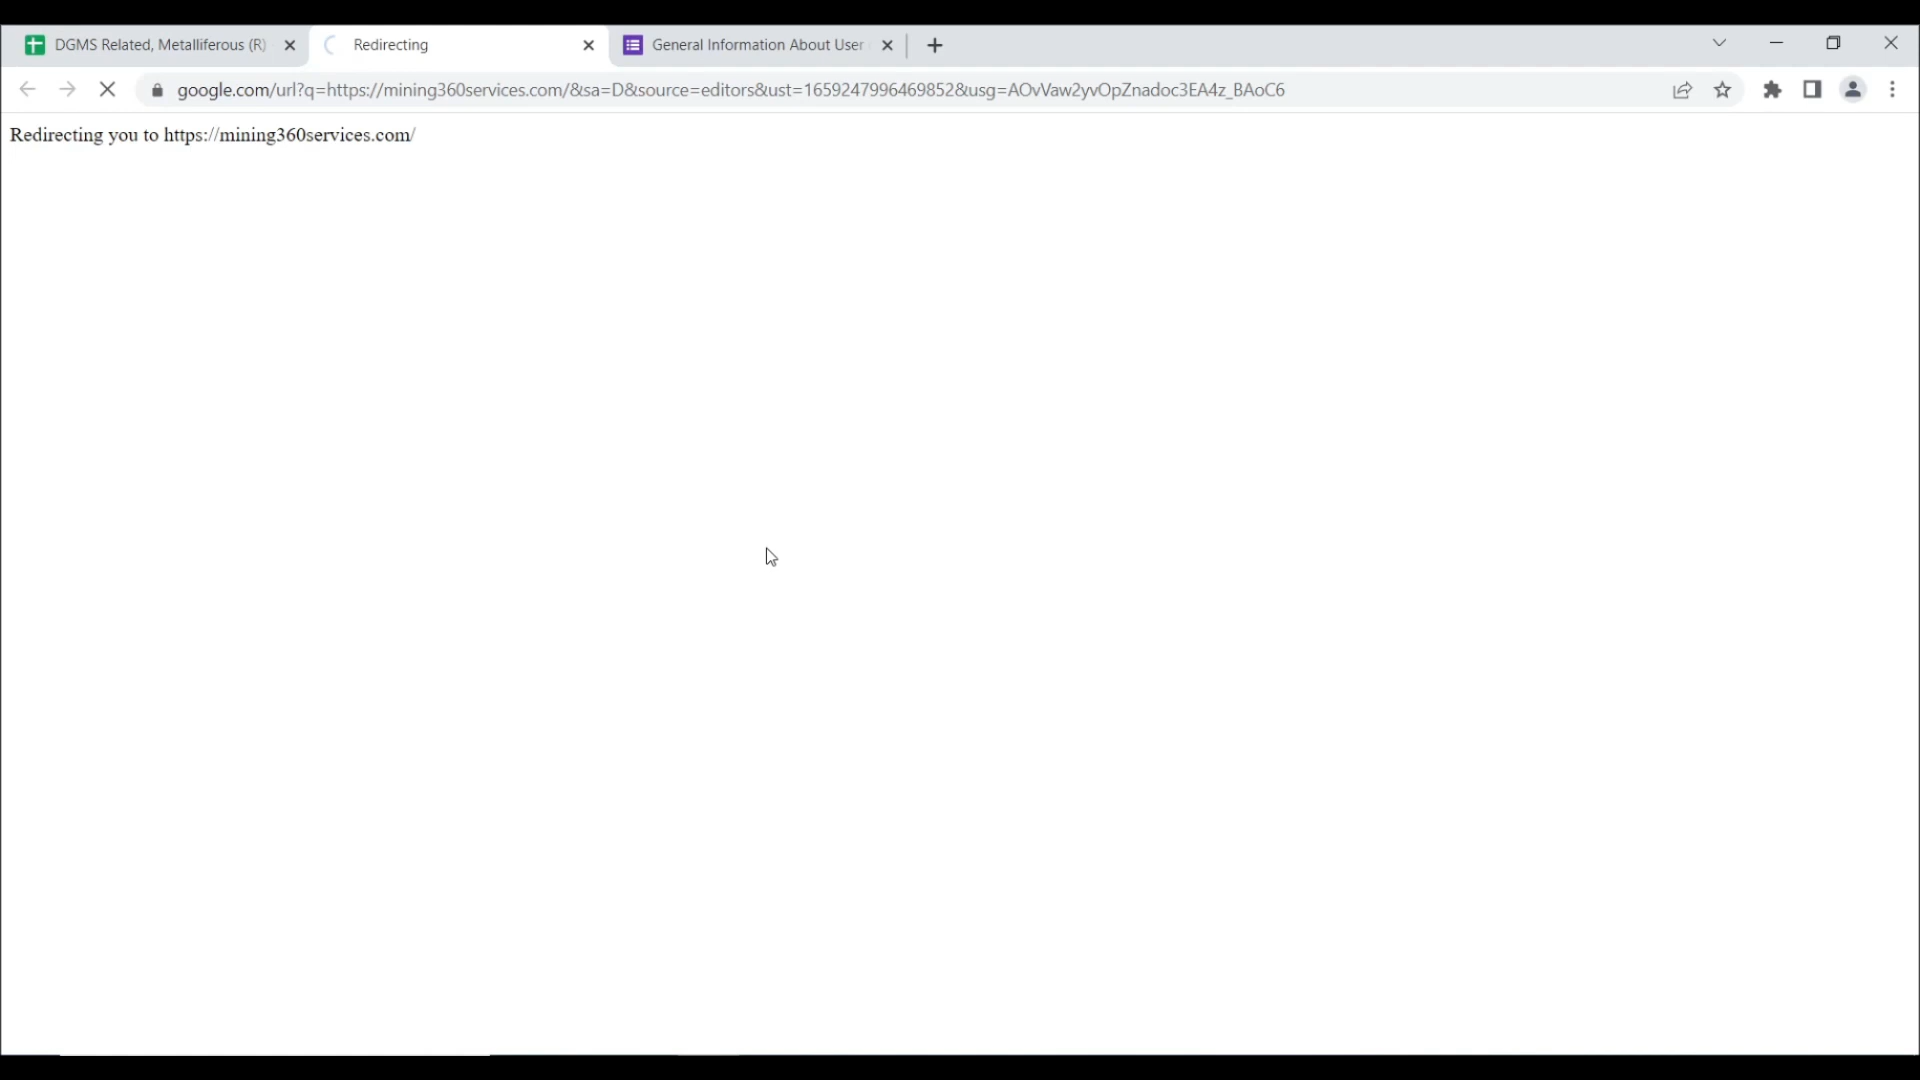 DGMS Related, Metalliferous (R)
Redirecting
General Information About User
google.com/url?q=https://mining360services.com/&sa=D&source=editors&ust=1659247996469852&usg=AOvVaw2yvOpZnadoc3EA4z_BAoC6
Redirecting you to https://mining360services.com/